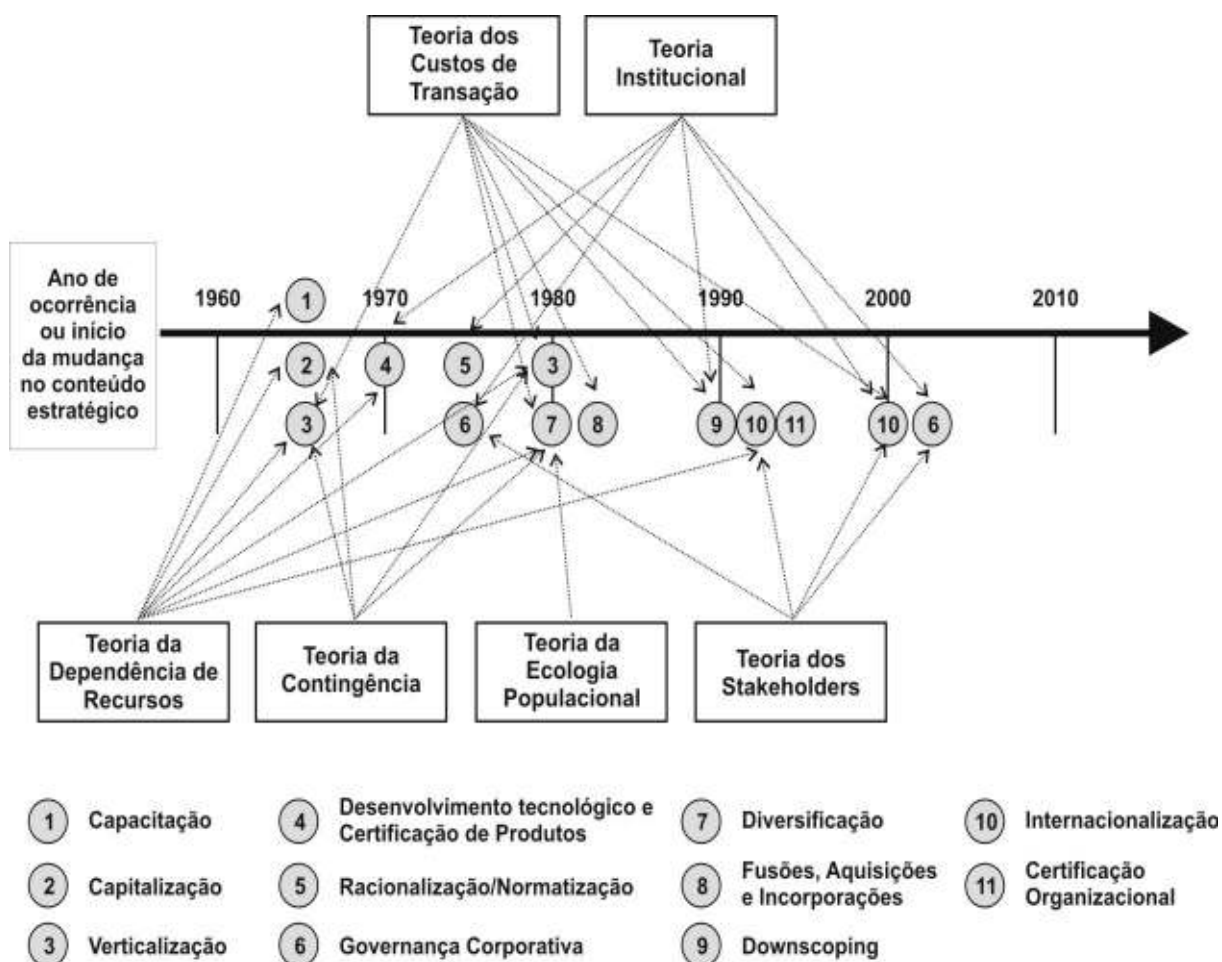 Teoria dos
Custos de
Transação
Teoria
Institucional
Ano de
ocorrência
ou início
da mudança
no conteúdo
estratégico
1960
1970
1980
1990
2000
2010
1
2
4
5
3
3
6
7
8
9
10
11
10
6
Teoria da
Dependência de
Recursos
Teoria da
Contingência
Teoria da
Ecologia
Populacional
Teoria dos
Stakeholders
1 Capacitação
2 Capitalização
3 Verticalização
4 Desenvolvimento tecnológico e
Certificação de Produtos
5 Racionalização/Normatização
6 Governança Corporativa
7 Diversificação
8 Fusões, Aquisições
e Incorporações
9 Downscoping
10 Internacionalização
11 Certificação
Organizacional